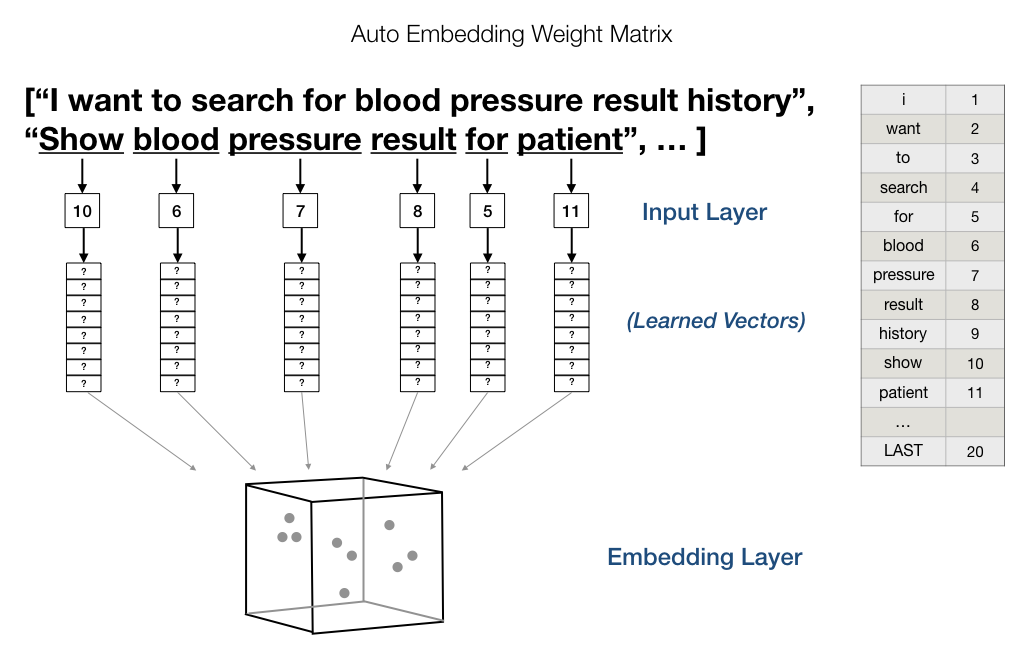 Auto Embedding Weight Matrix
[“I want to search for blood pressure result history”,
“Show blood pressure result for patient”, … ]
10 6 7 8 5 11
Input Layer
? ? ? ? ? ?
? ? ? ? ? ?
? ? ? ? ? ?
? ? ? ? ? ?
? ? ? ? ? ?
? ? ? ? ? ?
? ? ? ? ? ?
? ? ? ? ? ?
(Learned Vectors)
Embedding Layer
i 1
want 2
to 3
search 4
for 5
blood 6
pressure 7
result 8
history 9
show 10
patient 11
…
LAST 20